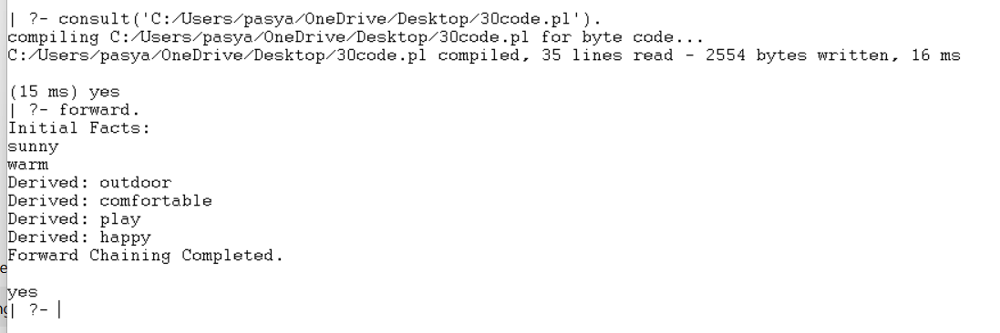 | ?- consult('C:/Users/pasya/OneDrive/Desktop/30code.pl').
compiling C:/Users/pasya/OneDrive/Desktop/30code.pl for byte code...
C:/Users/pasya/OneDrive/Desktop/30code.pl compiled, 35 lines read - 2554 bytes written, 16 ms
(15 ms) yes
| ?- forward.
Initial Facts:
sunny
warm
Derived: outdoor
Derived: comfortable
Derived: play
Derived: happy
Forward Chaining Completed.
yes
| ?-